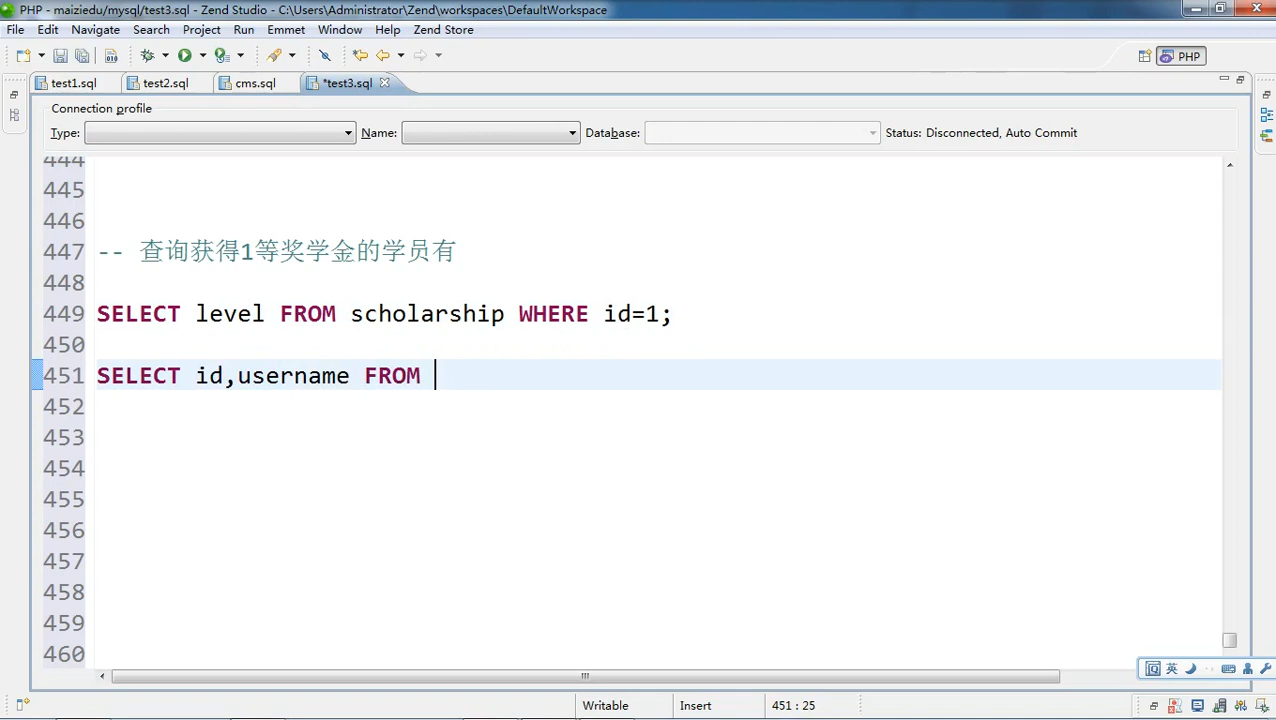 PHP - maiziedu/mysql/test3.sql - Zend Studio - C:\Users\Administrator\Zend\workspaces\DefaultWorkspace
File Edit Navigate Search Project Run Emmet Window Help Zend Store
PHP
test1.sql test2.sql cms.sql *test3.sql
Connection profile
Type: Name: Database: Status: Disconnected, Auto Commit
444
445
446
447 -- 查询获得1等奖学金的学员有
448
449 SELECT level FROM scholarship WHERE id=1;
450
451 SELECT id,username FROM
452
453
454
455
456
457
458
459
460
英
Writable Insert 451 : 25